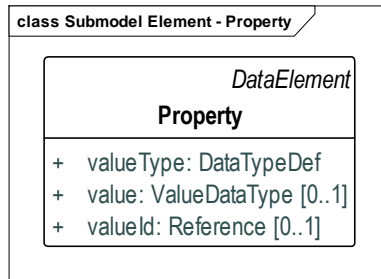 class Submodel Element - Property
DataElement
Property
+ valueType: DataTypeDef
+ value: ValueDataType [0..1]
+ valueId: Reference [0..1]